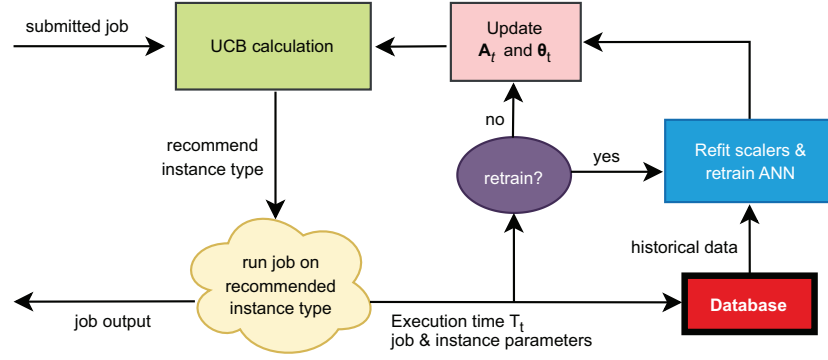 submitted job
UCB calculation
Update
A_t and θ_t
no
recommend
instance type
retrain?
yes
Refit scalers &
retrain ANN
historical data
run job on
recommended
instance type
Database
job output
Execution time T_t
job & instance parameters